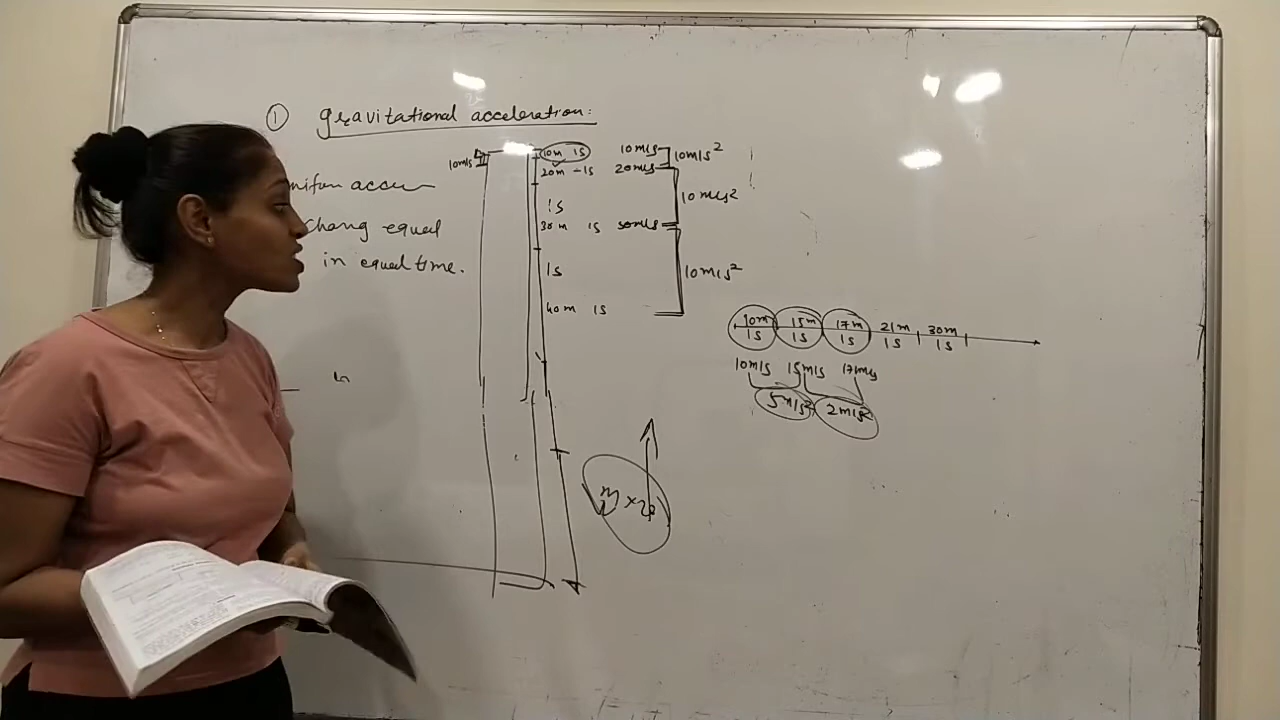 ① gravitational acceleration:
10m/s
10m 1s 10m/s 10m/s²
20m - 1s 20m/s
1s 10m/s²
30m 1s 30m/s
1s 10m/s²
40m 1s
chang equal
in equal time.
10m 15m 17m 21m 30m
1s 1s 1s 1s 1s
10m/s 15m/s 17m/s
5m/s² 2m/s²